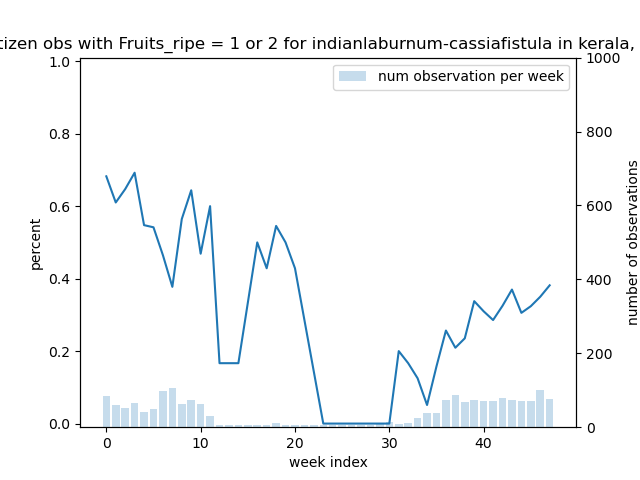 tizen obs with Fruits_ripe = 1 or 2 for indianlaburnum-cassiafistula in kerala,
num observation per week
percent
1.0
0.8
0.6
0.4
0.2
0.0
1000
800
600
400
200
0
number of observations
0 10 20 30 40
week index